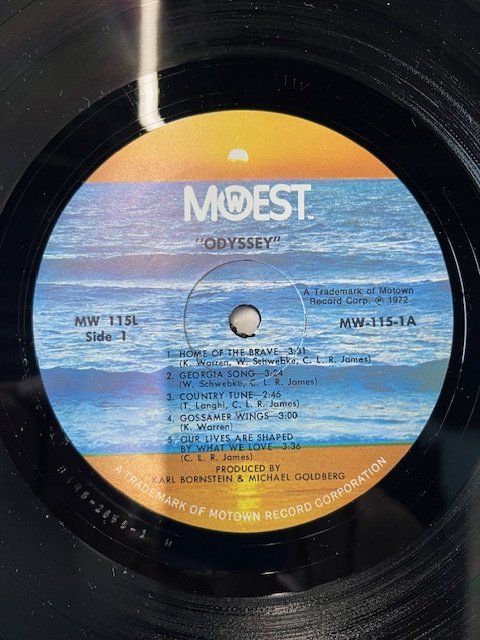 MOWEST™
"ODYSSEY"
A Trademark of Motown
Record Corp. ℗ 1972
MW 115L
Side 1
MW-115-1A
1. HOME OF THE BRAVE—3:31
(K. Warren, W. Schwebke, C. L. R. James)
2. GEORGIA SONG—3:24
(W. Schwebke, C. L. R. James)
3. COUNTRY TUNE—2:46
(T. Langhi, C. L. R. James)
4. GOSSAMER WINGS—3:00
(K. Warren)
5. OUR LIVES ARE SHAPED
BY WHAT WE LOVE—3:36
(C. L. R. James)
PRODUCED BY
KARL BORNSTEIN & MICHAEL GOLDBERG
A TRADEMARK OF MOTOWN RECORD CORPORATION